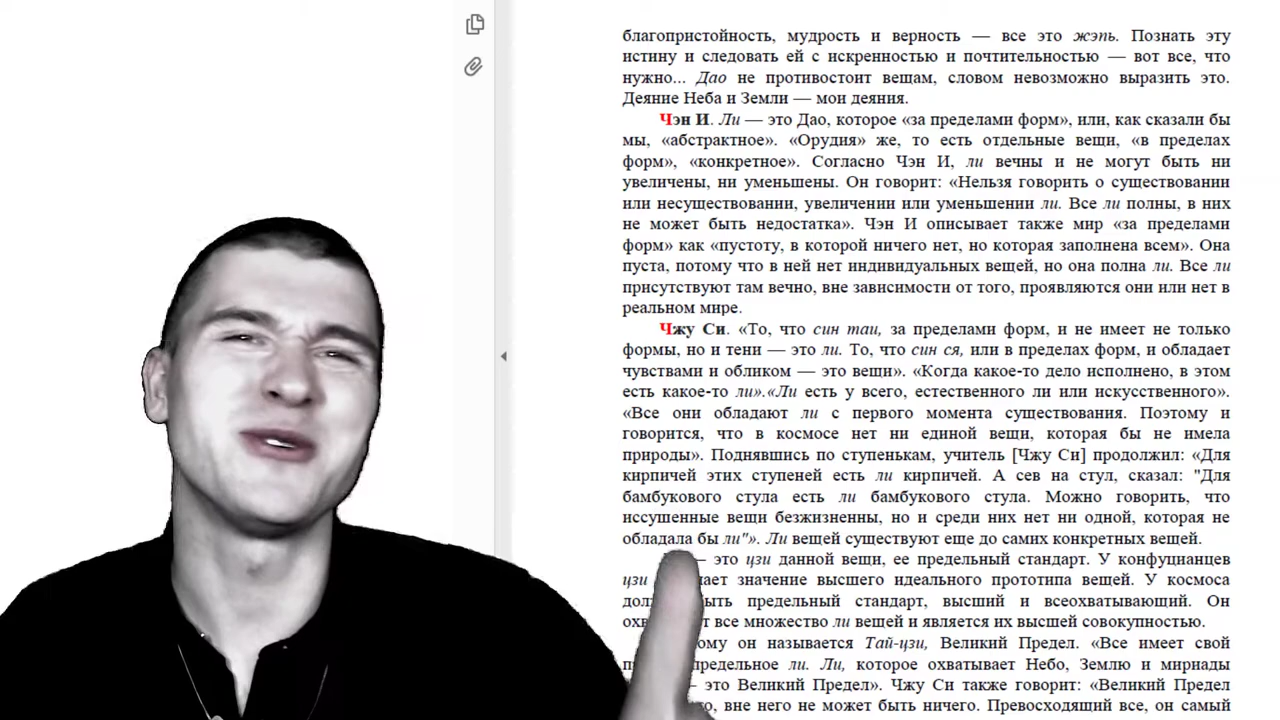 благопристойность, мудрость и верность — все это жэпь. Познать эту
истину и следовать ей с искренностью и почтительностью — вот все, что
нужно... Дао не противостоит вещам, словом невозможно выразить это.
Деяние Неба и Земли — мои деяния.
Чэн И. Ли — это Дао, которое «за пределами форм», или, как сказали бы
мы, «абстрактное». «Орудия» же, то есть отдельные вещи, «в пределах
форм», «конкретное». Согласно Чэн И, ли вечны и не могут быть ни
увеличены, ни уменьшены. Он говорит: «Нельзя говорить о существовании
или несуществовании, увеличении или уменьшении ли. Все ли полны, в них
не может быть недостатка». Чэн И описывает также мир «за пределами
форм» как «пустоту, в которой ничего нет, но которая заполнена всем». Она
пуста, потому что в ней нет индивидуальных вещей, но она полна ли. Все ли
присутствуют там вечно, вне зависимости от того, проявляются они или нет в
реальном мире.
Чжу Си. «То, что син таи, за пределами форм, и не имеет не только
формы, но и тени — это ли. То, что син ся, или в пределах форм, и обладает
чувствами и обликом — это вещи». «Когда какое-то дело исполнено, в этом
есть какое-то ли».«Ли есть у всего, естественного ли или искусственного».
«Все они обладают ли с первого момента существования. Поэтому и
говорится, что в космосе нет ни единой вещи, которая бы не имела
природы». Поднявшись по ступенькам, учитель [Чжу Си] продолжил: «Для
кирпичей этих ступеней есть ли кирпичей. А сев на стул, сказал: "Для
бамбукового стула есть ли бамбукового стула. Можно говорить, что
иссушенные вещи безжизненны, но и среди них нет ни одной, которая не
обладала бы ли"». Ли вещей существуют еще до самих конкретных вещей.
— это цзи данной вещи, ее предельный стандарт. У конфуцианцев
цзи значение высшего идеального прототипа вещей. У космоса
быть предельный стандарт, высший и всеохватывающий. Он
все множество ли вещей и является их высшей совокупностью.
он называется Тай-цзи, Великий Предел. «Все имеет свой
предельное ли. Ли, которое охватывает Небо, Землю и мириады
— это Великий Предел». Чжу Си также говорит: «Великий Предел
вне него не может быть ничего. Превосходящий все, он самый